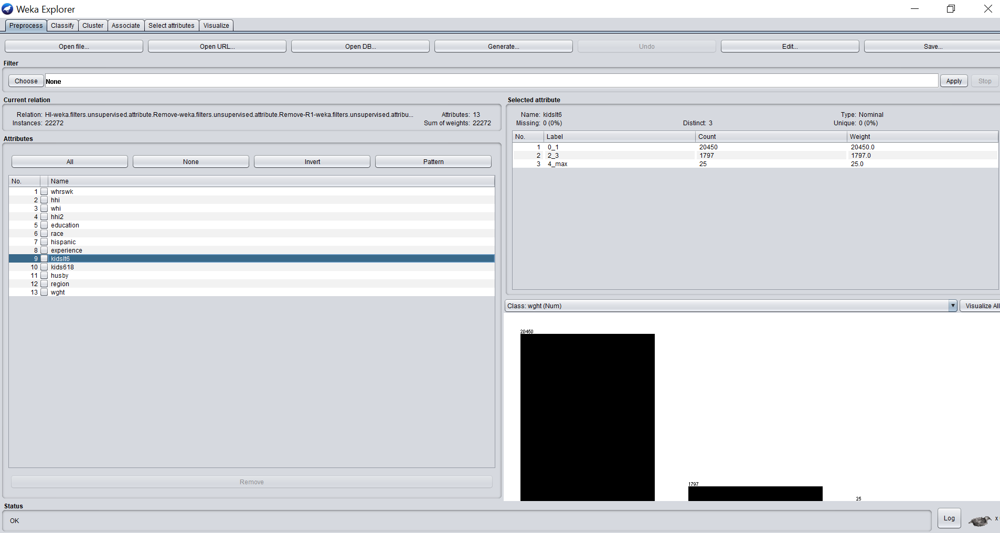 Weka Explorer
Preprocess Classify Cluster Associate Select attributes Visualize
Open file... Open URL... Open DB... Generate... Undo Edit... Save...
Filter
Choose None Apply Stop
Current relation
Relation: HI-weka.filters.unsupervised.attribute.Remove-weka.filters.unsupervised.attribute.Remove-R1-weka.filters.unsupervised.attribu... Attributes: 13
Instances: 22272 Sum of weights: 22272
Attributes
All None Invert Pattern
No. Name
1 whrswk
2 hhi
3 whi
4 hhi2
5 education
6 race
7 hispanic
8 experience
9 kidslt6
10 kids618
11 husby
12 region
13 wght
Remove
Selected attribute
Name: kidslt6 Type: Nominal
Missing: 0 (0%) Distinct: 3 Unique: 0 (0%)
No. Label Count Weight
1 0_1 20450 20450.0
2 2_3 1797 1797.0
3 4_max 25 25.0
Class: wght (Num) Visualize All
20450
1797
25
Status
OK
Log x